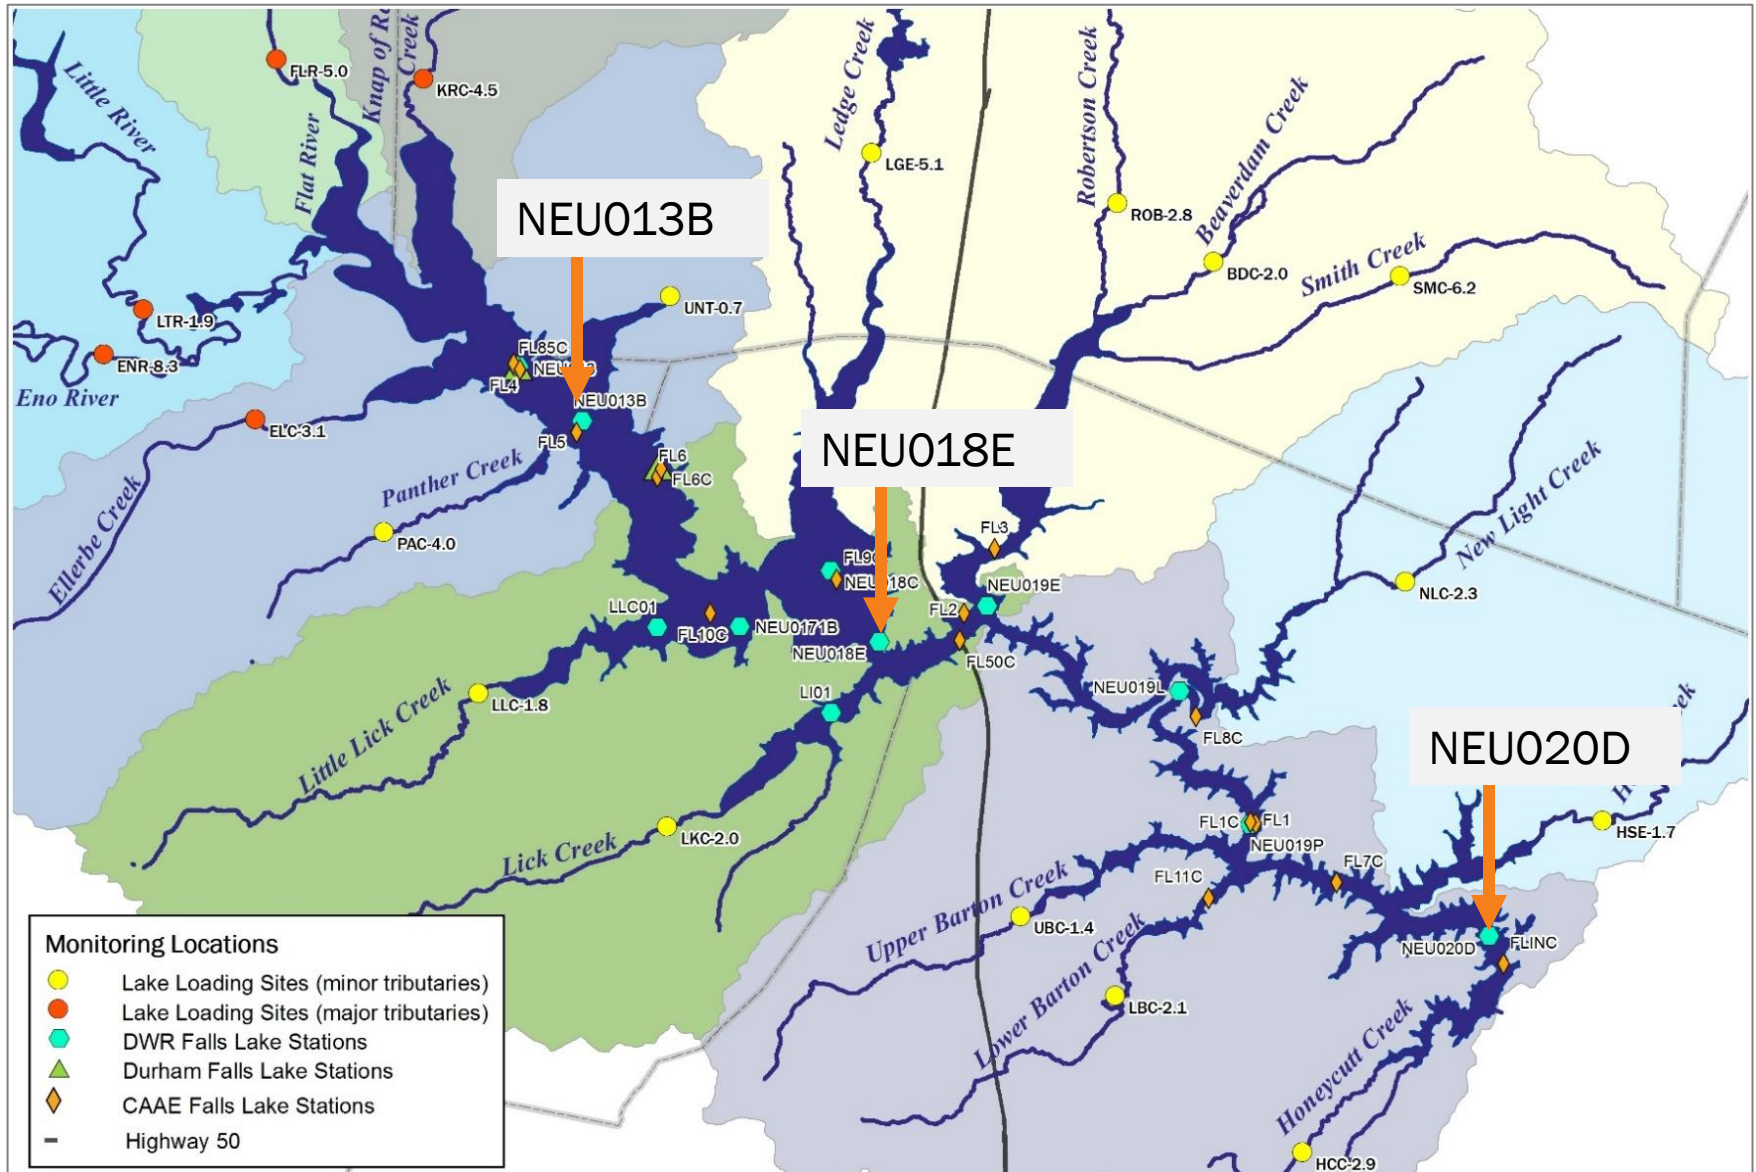 Little River
FLR-5.0
Knap of R
Creek
KRC-4.5
Flat River
Ledge Creek
LGE-5.1
Robertson Creek
ROB-2.8
Beaverdam Creek
BDC-2.0
Smith Creek
SMC-6.2
NEU013B
UNT-0.7
LTR-1.9
ENR-8.3
Eno River
FL85C
FL4
NEU013B
FL5
ELC-3.1
Ellerbe Creek
Panther Creek
PAC-4.0
FL6
FL6C
NEU018E
FL3
NEU018C
NEU019E
FL2
FL50C
New Light Creek
NLC-2.3
LLC01
FL10C
NEU0171B
NEU018E
LI01
NEU019L
FL8C
LLC-1.8
Little Lick Creek
NEU020D
LKC-2.0
Lick Creek
FL1C
FL1
NEU019P
HSE-1.7
FL7C
FL11C
Upper Barton Creek
UBC-1.4
Lower Barton Creek
LBC-2.1
NEU020D
FLINC
Honeycutt Creek
HCC-2.9
Monitoring Locations
Lake Loading Sites (minor tributaries)
Lake Loading Sites (major tributaries)
DWR Falls Lake Stations
Durham Falls Lake Stations
CAAE Falls Lake Stations
Highway 50